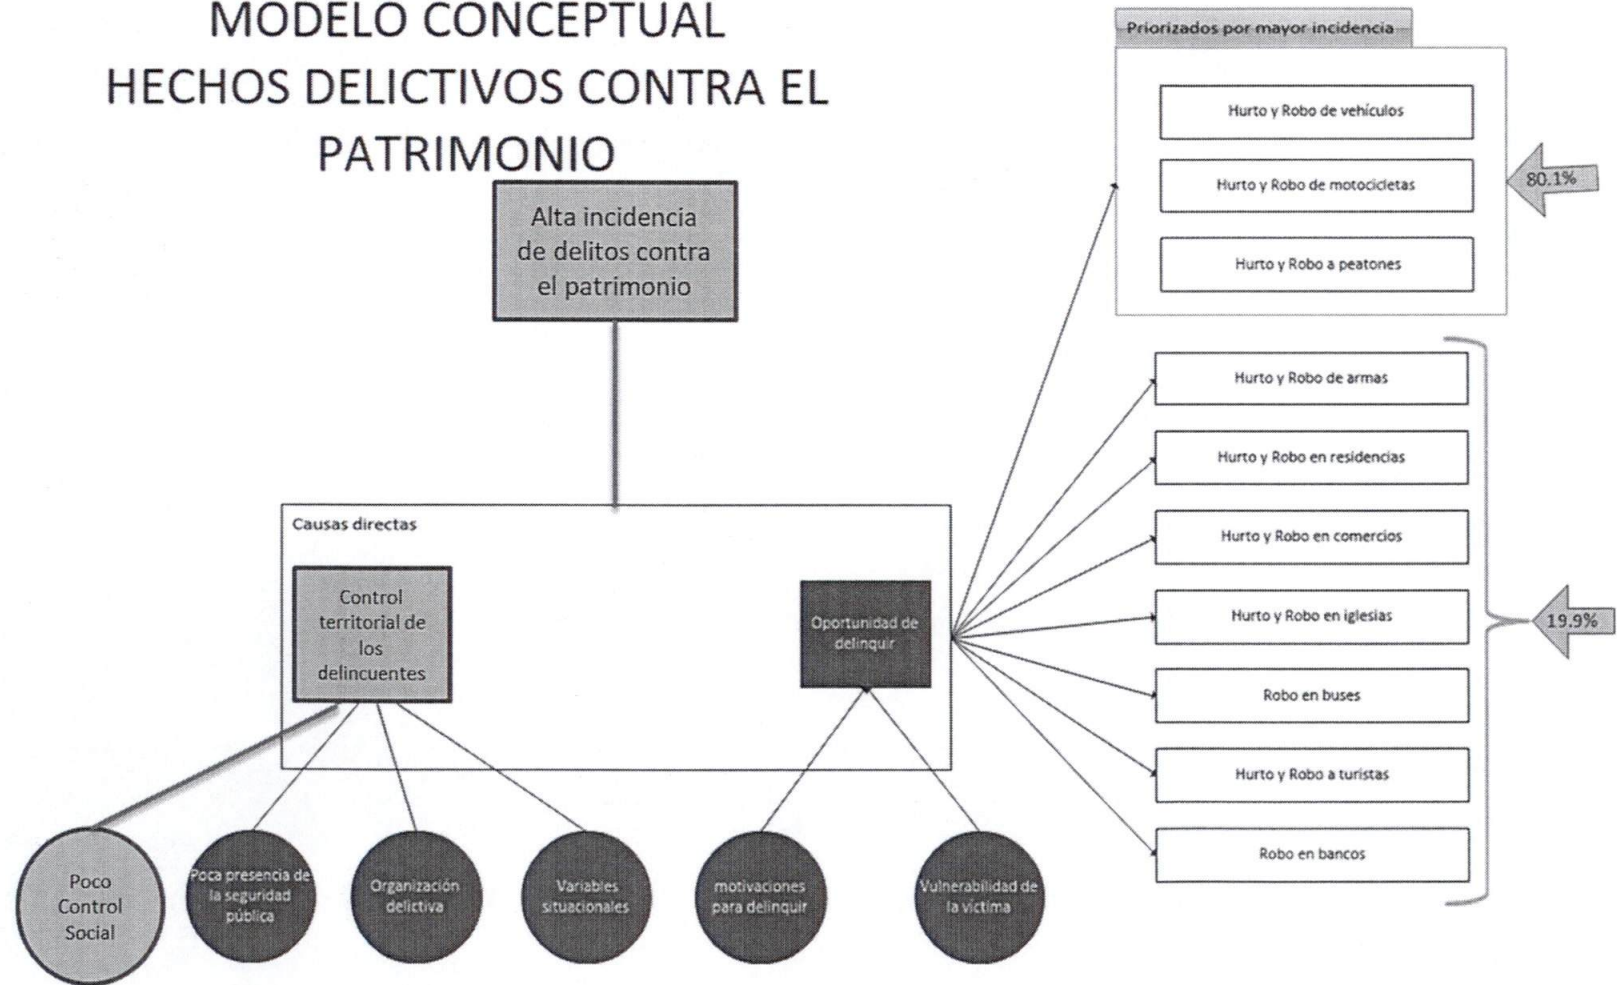 MODELO CONCEPTUAL
HECHOS DELICTIVOS CONTRA EL
PATRIMONIO
Alta incidencia
de delitos contra
el patrimonio
Causas directas
Control
territorial de
los
delincuentes
Oportunidad de
delinquir
Poco
Control
Social
Poca presencia de
la seguridad
pública
Organización
delictiva
Variables
situacionales
motivaciones
para delinquir
Vulnerabilidad de
la víctima
Priorizados por mayor incidencia
Hurto y Robo de vehículos
Hurto y Robo de motocicletas
Hurto y Robo a peatones
80.1%
Hurto y Robo de armas
Hurto y Robo en residencias
Hurto y Robo en comercios
Hurto y Robo en iglesias
Robo en buses
Hurto y Robo a turistas
Robo en bancos
19.9%